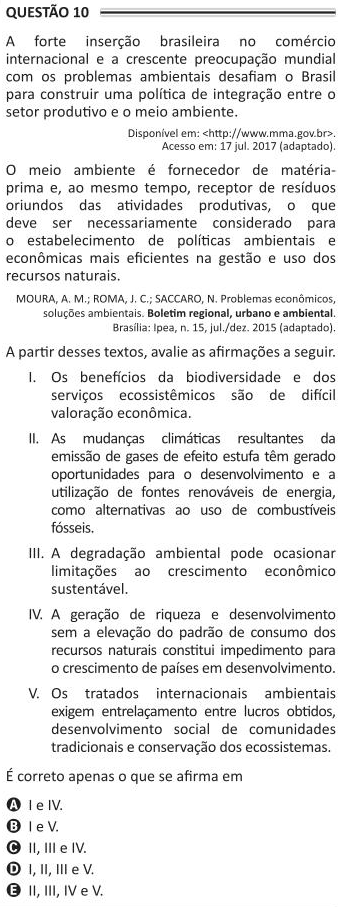 QUESTÃO 10
A forte inserção brasileira no comércio
internacional e a crescente preocupação mundial
com os problemas ambientais desafiam o Brasil
para construir uma política de integração entre o
setor produtivo e o meio ambiente.
Disponível em: <http://www.mma.gov.br>.
Acesso em: 17 jul. 2017 (adaptado).
O meio ambiente é fornecedor de matéria-
prima e, ao mesmo tempo, receptor de resíduos
oriundos das atividades produtivas, o que
deve ser necessariamente considerado para
o estabelecimento de políticas ambientais e
econômicas mais eficientes na gestão e uso dos
recursos naturais.
MOURA, A. M.; ROMA, J. C.; SACCARO, N. Problemas econômicos,
soluções ambientais. Boletim regional, urbano e ambiental.
Brasília: Ipea, n. 15, jul./dez. 2015 (adaptado).
A partir desses textos, avalie as afirmações a seguir.
I. Os benefícios da biodiversidade e dos
serviços ecossistêmicos são de difícil
valoração econômica.
II. As mudanças climáticas resultantes da
emissão de gases de efeito estufa têm gerado
oportunidades para o desenvolvimento e a
utilização de fontes renováveis de energia,
como alternativas ao uso de combustíveis
fósseis.
III. A degradação ambiental pode ocasionar
limitações ao crescimento econômico
sustentável.
IV. A geração de riqueza e desenvolvimento
sem a elevação do padrão de consumo dos
recursos naturais constitui impedimento para
o crescimento de países em desenvolvimento.
V. Os tratados internacionais ambientais
exigem entrelaçamento entre lucros obtidos,
desenvolvimento social de comunidades
tradicionais e conservação dos ecossistemas.
É correto apenas o que se afirma em
A I e IV.
B I e V.
C II, III e IV.
D I, II, III e V.
E II, III, IV e V.